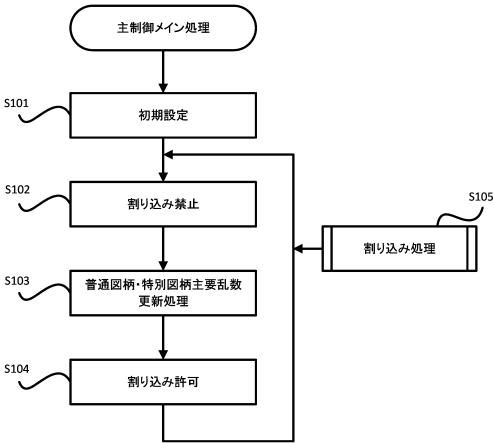 主制御メイン処理
S101
初期設定
S102
割り込み禁止
S105
割り込み処理
S103
普通図柄・特別図柄主要乱数
更新処理
S104
割り込み許可